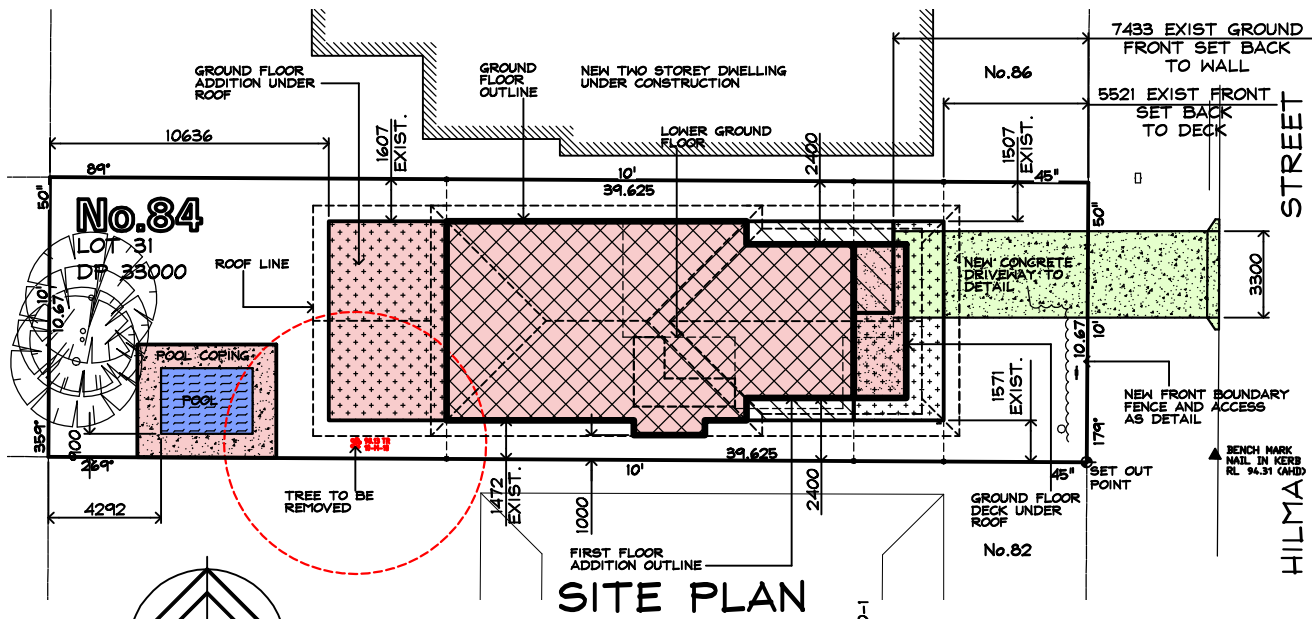 7433 EXIST GROUND
FRONT SET BACK
TO WALL
5521 EXIST FRONT
SET BACK
TO DECK
No.86
GROUND FLOOR
ADDITION UNDER
ROOF
GROUND
FLOOR
OUTLINE
NEW TWO STOREY DWELLING
UNDER CONSTRUCTION
LOWER GROUND
FLOOR
10636
1607
EXIST.
2400
1507
EXIST.
STREET
89°
10'
39.625
45"
50"
50"
No.84
LOT 31
DP 33000
ROOF LINE
NEW CONCRETE
DRIVEWAY TO
DETAIL
3300
10'
10.67
10.67
10'
POOL COPING
POOL
900
359°
269°
4292
TREE TO BE
REMOVED
1472
EXIST.
10'
1000
39.625
2400
1571
EXIST.
45"
179°
NEW FRONT BOUNDARY
FENCE AND ACCESS
AS DETAIL
BENCH MARK
NAIL IN KERB
RL 94.31 (AHD)
SET OUT
POINT
GROUND FLOOR
DECK UNDER
ROOF
No.82
FIRST FLOOR
ADDITION OUTLINE
HILMA
SITE PLAN